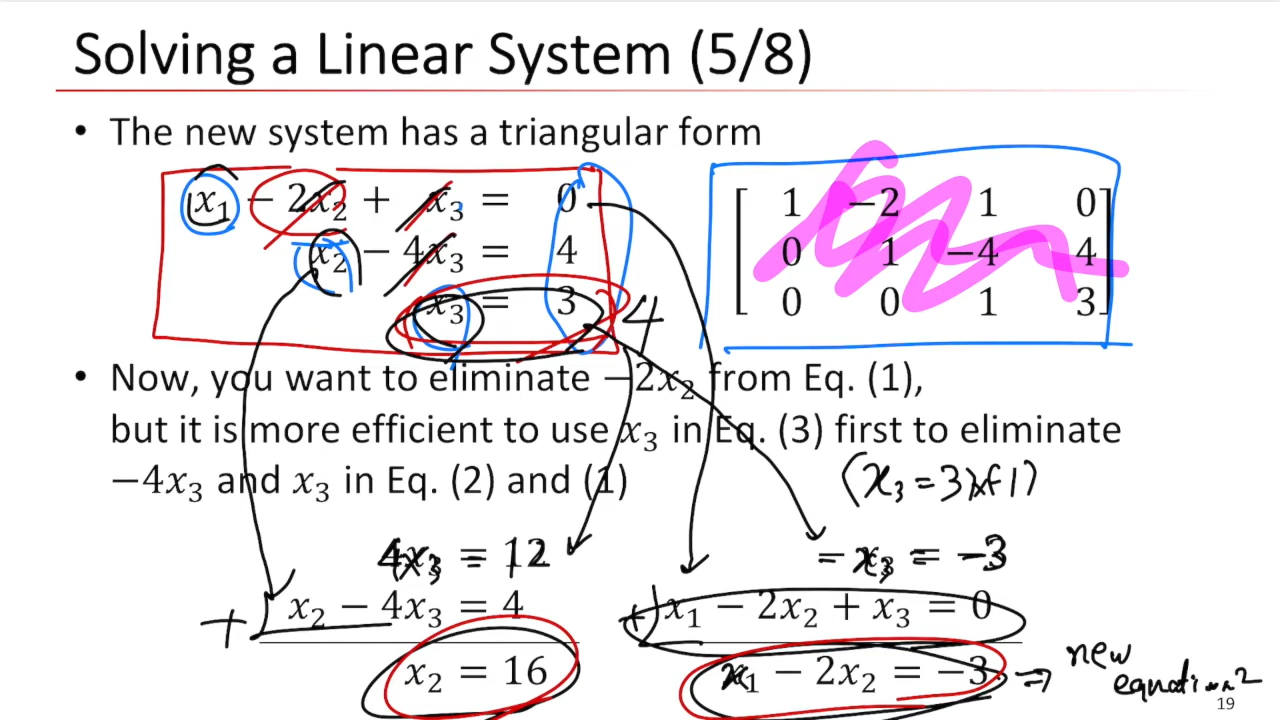 Solving a Linear System (5/8)
• The new system has a triangular form
x₁ − 2x₂ + x₃ = 0
x₂ − 4x₃ = 4
x₃ = 3
4
1 −2 1 0
0 1 −4 4
0 0 1 3
• Now, you want to eliminate −2x₂ from Eq. (1),
but it is more efficient to use x₃ in Eq. (3) first to eliminate
−4x₃ and x₃ in Eq. (2) and (1)
(x₃ = 3)×(-1)
4x₃ = 12
+) x₂ − 4x₃ = 4
x₂ = 16
−x₃ = −3
+) x₁ − 2x₂ + x₃ = 0
x₁ − 2x₂ = −3 ⇒ new
19